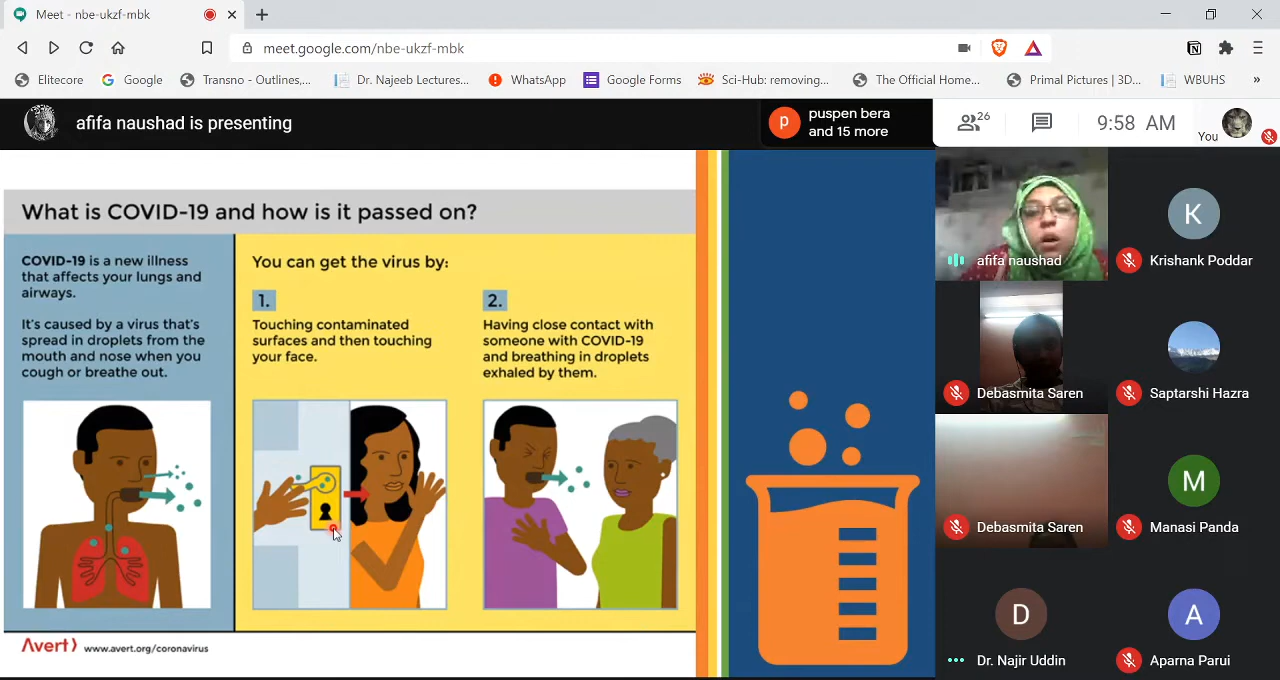 Meet - nbe-ukzf-mbk
meet.google.com/nbe-ukzf-mbk
Elitecore
Google
Transno - Outlines,...
Dr. Najeeb Lectures...
WhatsApp
Google Forms
Sci-Hub: removing...
The Official Home...
Primal Pictures | 3D...
WBUHS
»
afifa naushad is presenting
p
puspen bera
and 15 more
26
9:58 AM
You
What is COVID-19 and how is it passed on?
COVID-19 is a new illness
that affects your lungs and
airways.
It's caused by a virus that's
spread in droplets from the
mouth and nose when you
cough or breathe out.
You can get the virus by:
1.
Touching contaminated
surfaces and then touching
your face.
2.
Having close contact with
someone with COVID-19
and breathing in droplets
exhaled by them.
Avert) www.avert.org/coronavirus
afifa naushad
K
Krishank Poddar
Debasmita Saren
Saptarshi Hazra
Debasmita Saren
M
Manasi Panda
D
Dr. Najir Uddin
A
Aparna Parui